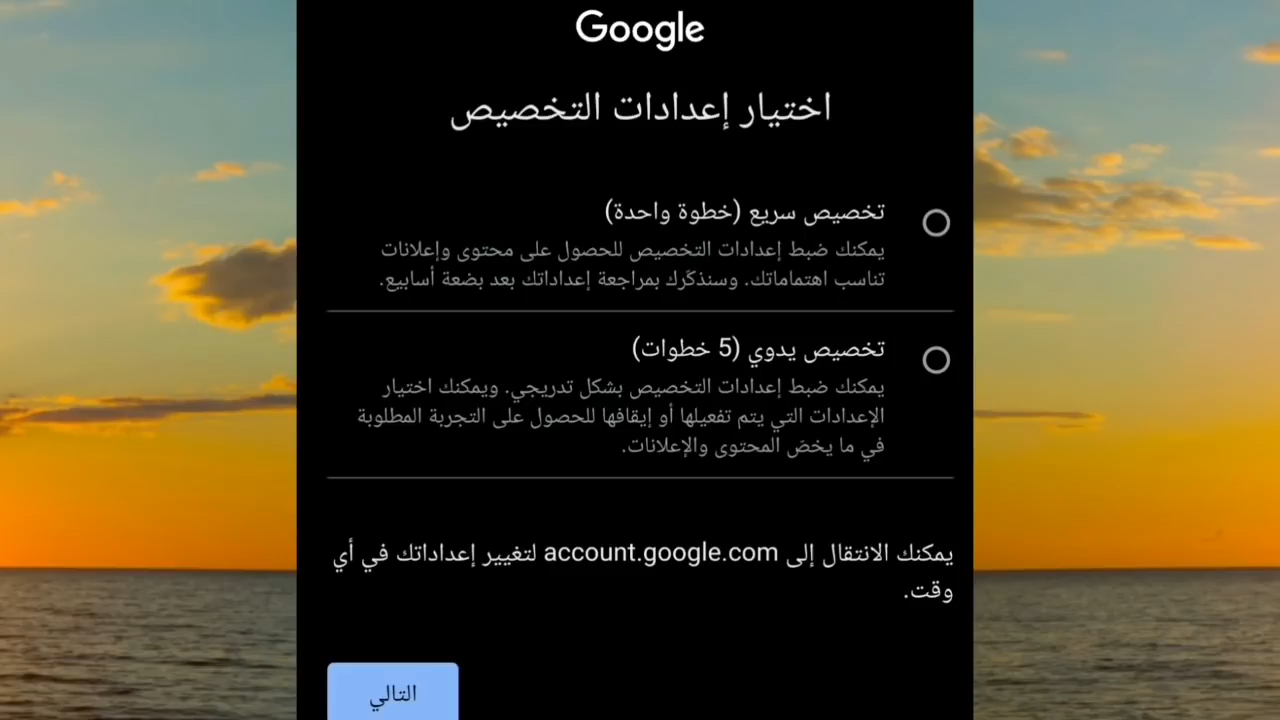 Google
اختيار إعدادات التخصيص
تخصيص سريع (خطوة واحدة)
يمكنك ضبط إعدادات التخصيص للحصول على محتوى وإعلانات
تناسب اهتماماتك. وسنذكّرك بمراجعة إعداداتك بعد بضعة أسابيع.
تخصيص يدوي (5 خطوات)
يمكنك ضبط إعدادات التخصيص بشكل تدريجي. ويمكنك اختيار
الإعدادات التي يتم تفعيلها أو إيقافها للحصول على التجربة المطلوبة
في ما يخصّ المحتوى والإعلانات.
يمكنك الانتقال إلى account.google.com لتغيير إعداداتك في أي
وقت.
التالي